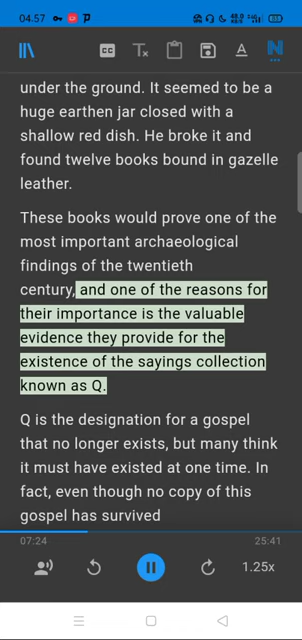 04.57
under the ground. It seemed to be a
huge earthen jar closed with a
shallow red dish. He broke it and
found twelve books bound in gazelle
leather.
These books would prove one of the
most important archaeological
findings of the twentieth
century, and one of the reasons for
their importance is the valuable
evidence they provide for the
existence of the sayings collection
known as Q.
Q is the designation for a gospel
that no longer exists, but many think
it must have existed at one time. In
fact, even though no copy of this
gospel has survived
07:24
25:41
1.25x